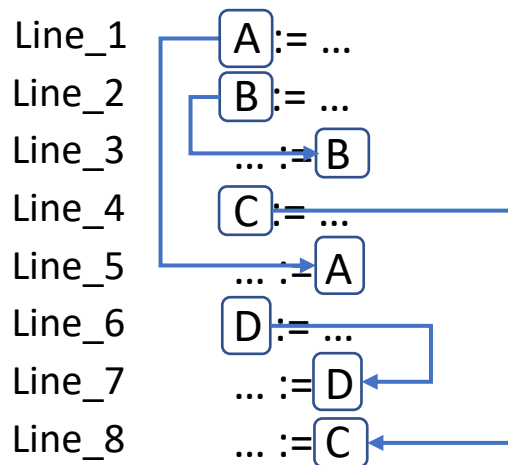 Line_1 A := ...
Line_2 B := ...
Line_3 ... := B
Line_4 C := ...
Line_5 ... := A
Line_6 D := ...
Line_7 ... := D
Line_8 ... := C